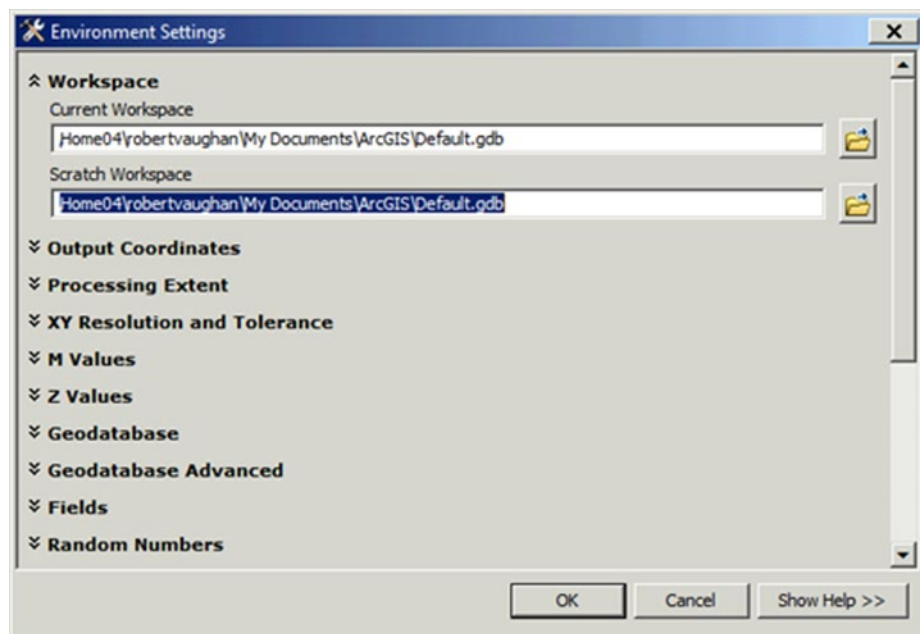 Environment Settings
Workspace
Current Workspace
Home04\robertvaughan\My Documents\ArcGIS\Default.gdb
Scratch Workspace
Home04\robertvaughan\My Documents\ArcGIS\Default.gdb
Output Coordinates
Processing Extent
XY Resolution and Tolerance
M Values
Z Values
Geodatabase
Geodatabase Advanced
Fields
Random Numbers
OK Cancel Show Help >>